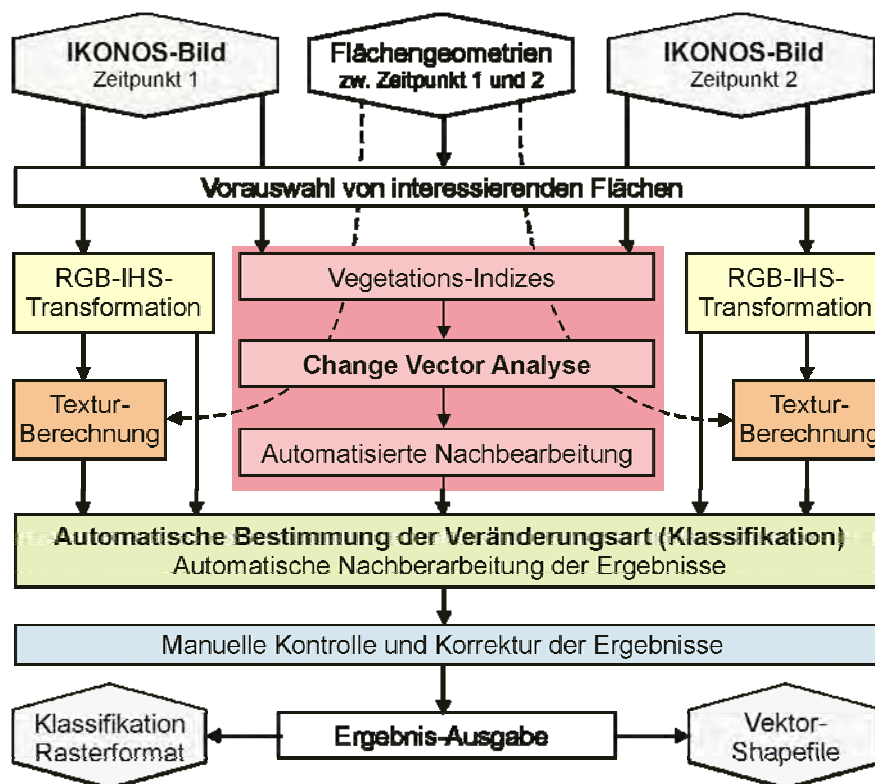 IKONOS-Bild
Zeitpunkt 1
Flächengeometrien
zw. Zeitpunkt 1 und 2
IKONOS-Bild
Zeitpunkt 2
Vorauswahl von interessierenden Flächen
RGB-IHS-
Transformation
Vegetations-Indizes
RGB-IHS-
Transformation
Change Vector Analyse
Textur-
Berechnung
Textur-
Berechnung
Automatisierte Nachbearbeitung
Automatische Bestimmung der Veränderungsart (Klassifikation)
Automatische Nachberarbeitung der Ergebnisse
Manuelle Kontrolle und Korrektur der Ergebnisse
Klassifikation
Rasterformat
Ergebnis-Ausgabe
Vektor-
Shapefile